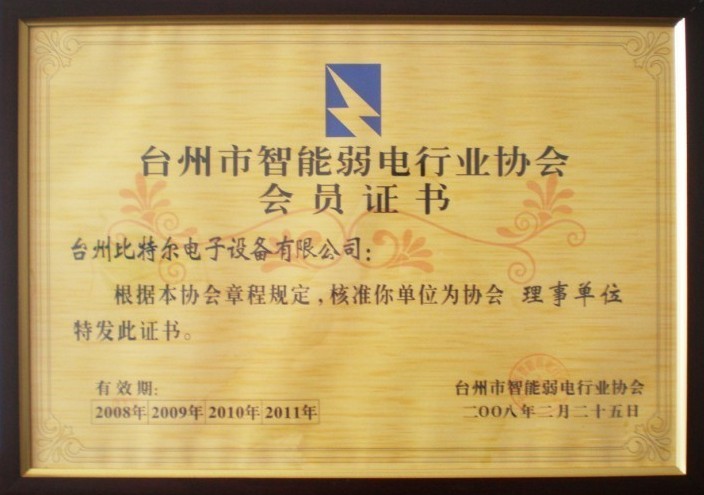 台州市智能弱电行业协会
会员证书
台州比特尔电子设备有限公司：
根据本协会章程规定，核准你单位为协会 理事单位
特发此证书。
有效期：
2008年 2009年 2010年 2011年
台州市智能弱电行业协会
二〇〇八年二月二十五日